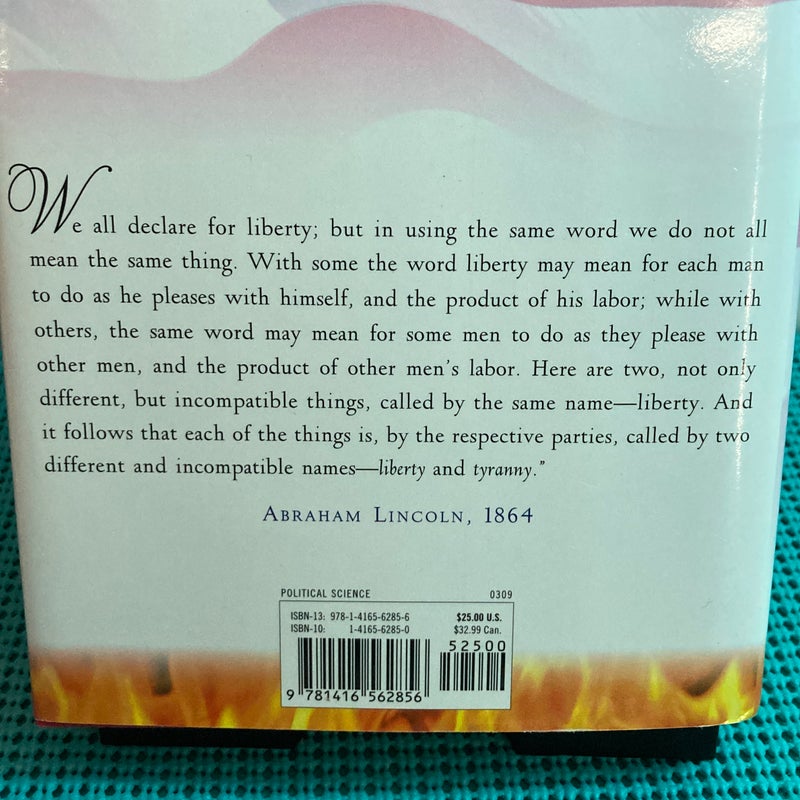 We all declare for liberty; but in using the same word we do not all
mean the same thing. With some the word liberty may mean for each man
to do as he pleases with himself, and the product of his labor; while with
others, the same word may mean for some men to do as they please with
other men, and the product of other men's labor. Here are two, not only
different, but incompatible things, called by the same name—liberty. And
it follows that each of the things is, by the respective parties, called by two
different and incompatible names—liberty and tyranny."
ABRAHAM LINCOLN, 1864
POLITICAL SCIENCE 0309
ISBN-13: 978-1-4165-6285-6 $25.00 U.S.
ISBN-10: 1-4165-6285-0 $32.99 Can.
52500
9 781416 562856